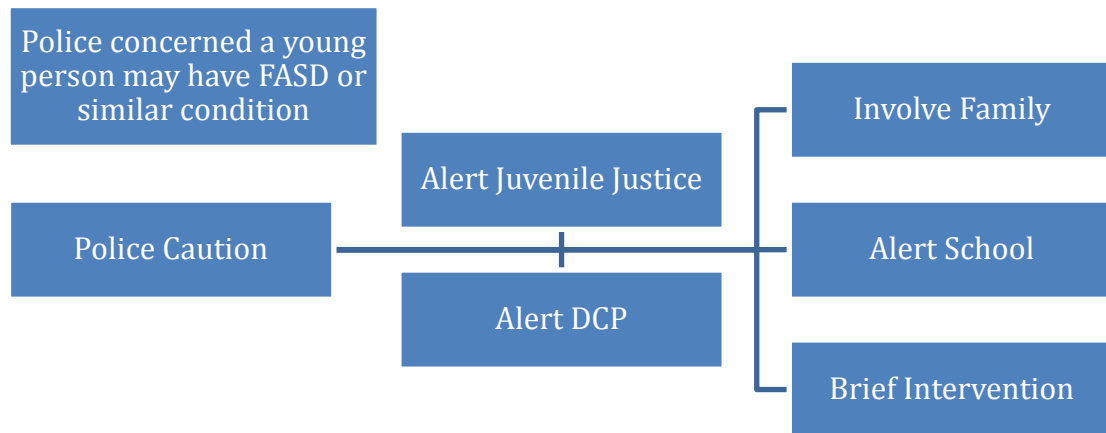 Police concerned a young
person may have FASD or
similar condition
Police Caution
Alert Juvenile Justice
Alert DCP
Involve Family
Alert School
Brief Intervention